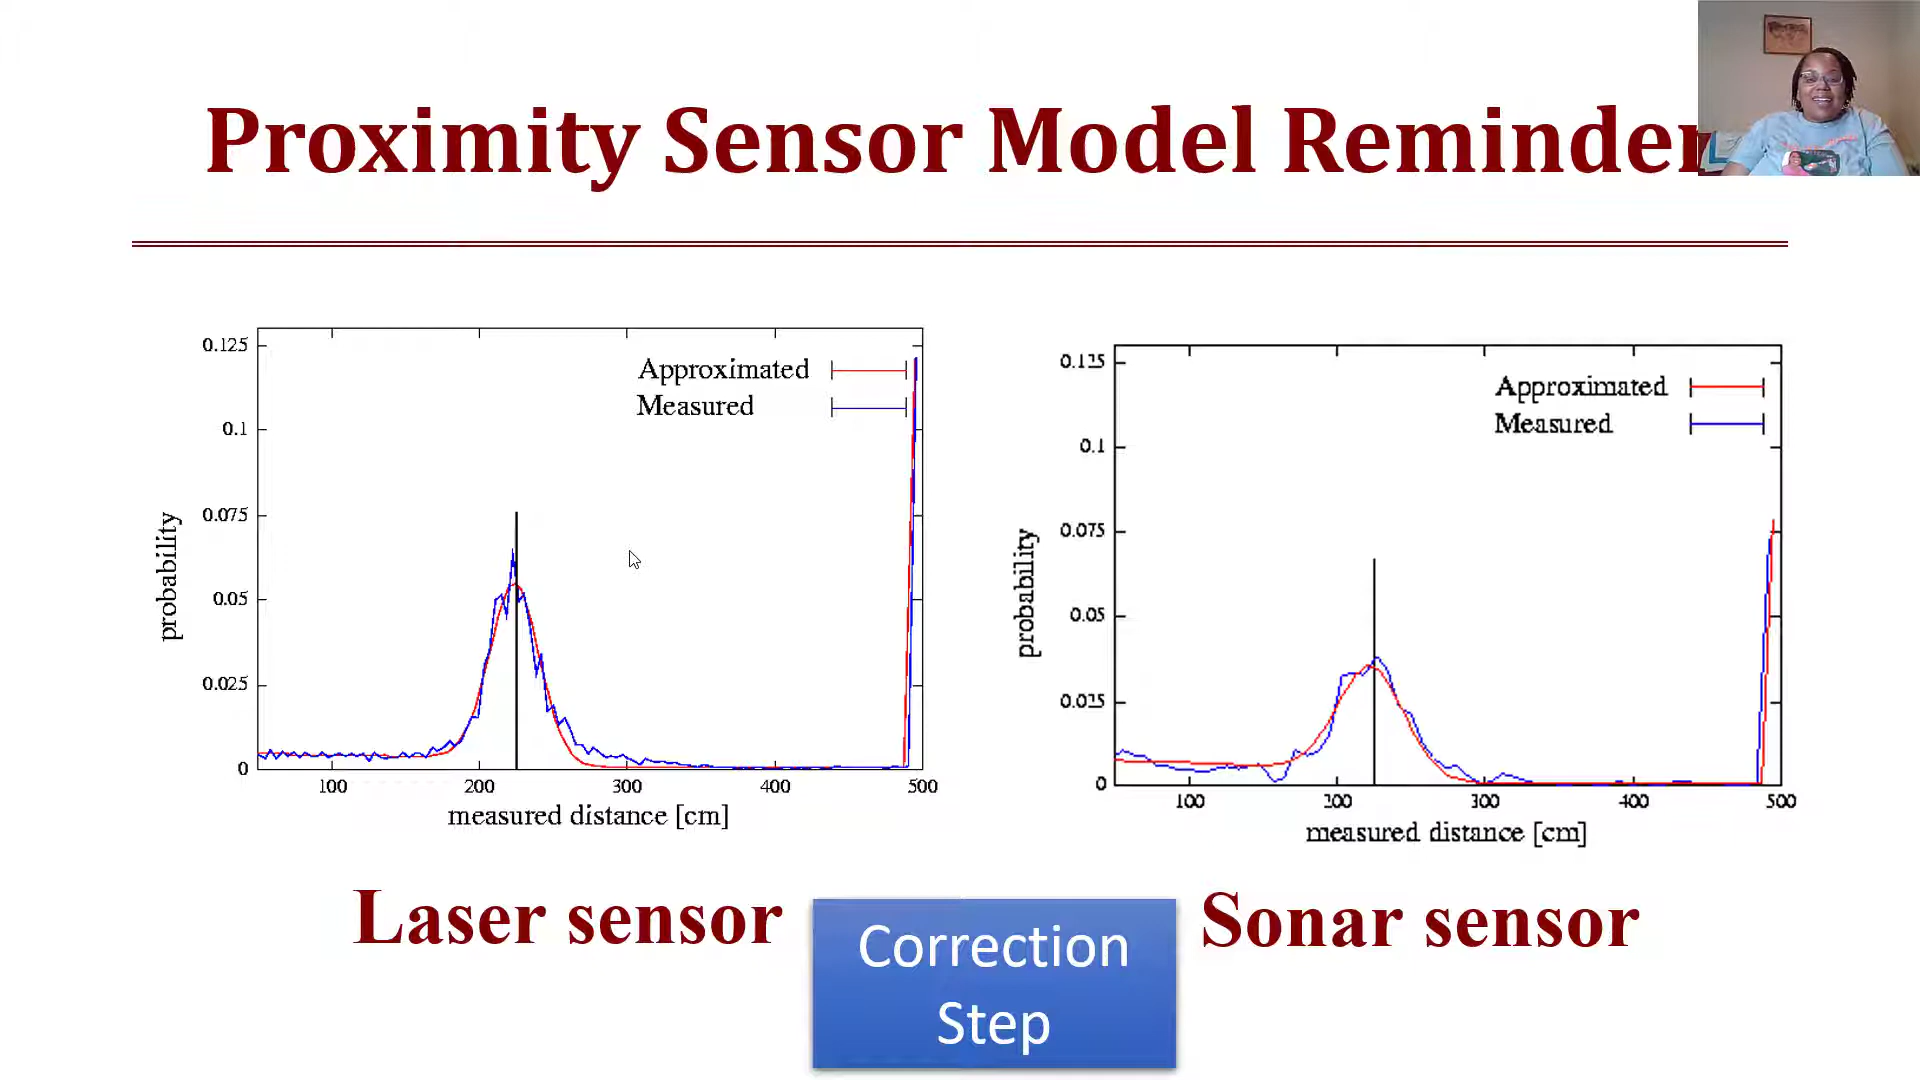 Proximity Sensor Model Reminder
0.125
0.1
0.075
0.05
0.025
0
100 200 300 400 500
probability
measured distance [cm]
Approximated
Measured
Laser sensor
0.125
0.1
0.075
0.05
0.025
0
100 200 300 400 500
probability
measured distance [cm]
Approximated
Measured
Sonar sensor
Correction
Step